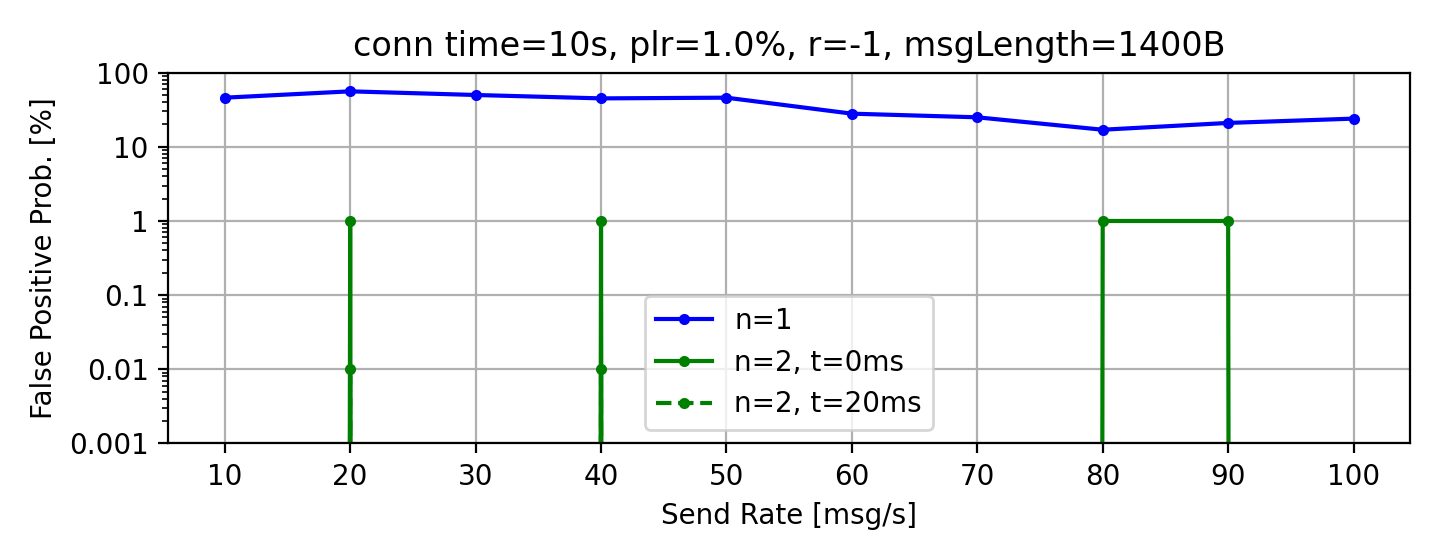 conn time=10s, plr=1.0%, r=-1, msgLength=1400B
False Positive Prob. [%]
100
10
1
0.1
0.01
0.001
n=1
n=2, t=0ms
n=2, t=20ms
10 20 30 40 50 60 70 80 90 100
Send Rate [msg/s]